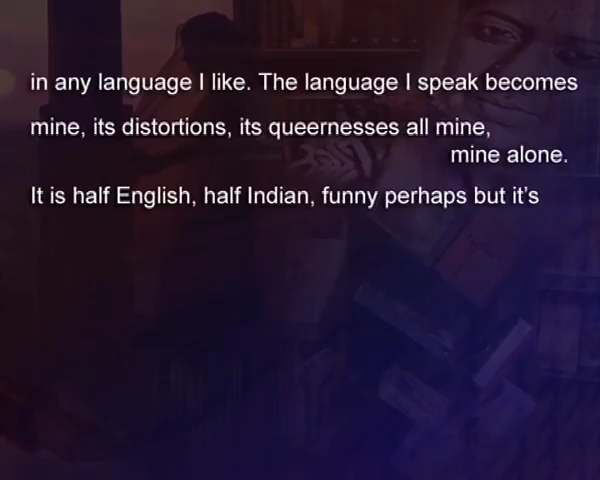 in any language I like. The language I speak becomes
mine, its distortions, its queernesses all mine,
mine alone.
It is half English, half Indian, funny perhaps but it’s